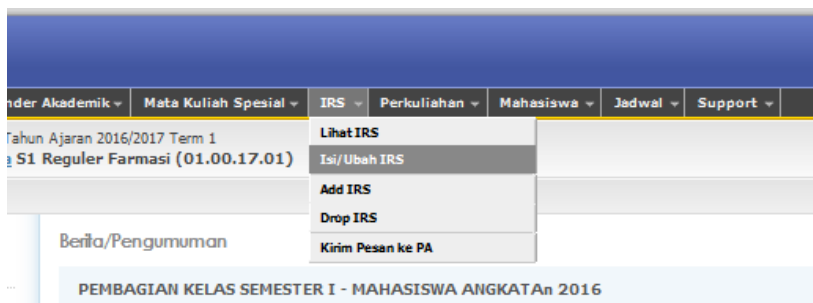 nder Akademik Mata Kuliah Spesial IRS Perkuliahan Mahasiswa Jadwal Support
Tahun Ajaran 2016/2017 Term 1
a S1 Reguler Farmasi (01.00.17.01)
Lihat IRS
Isi/Ubah IRS
Add IRS
Drop IRS
Kirim Pesan ke PA
Berita/Pengumuman
...
PEMBAGIAN KELAS SEMESTER I - MAHASISWA ANGKATAn 2016